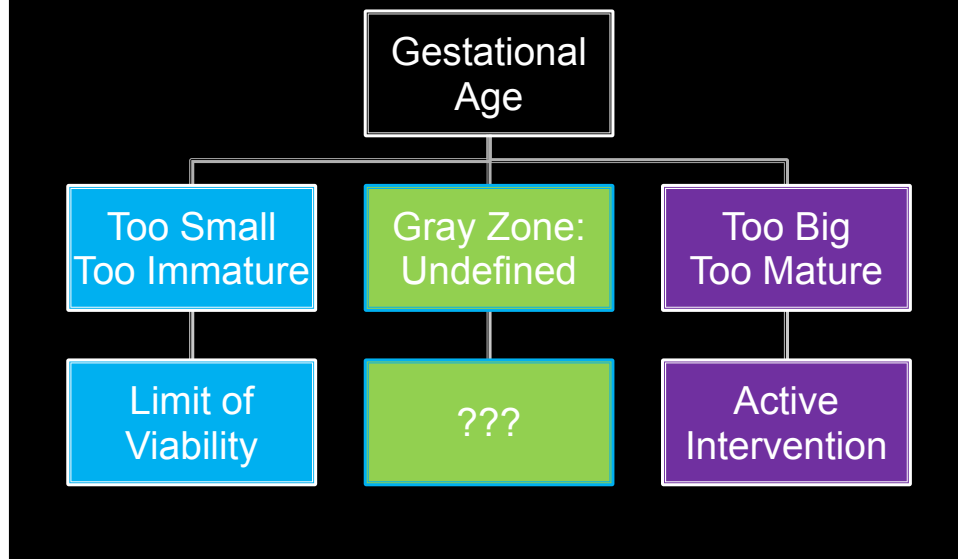 Gestational
Age
Too Small
Too Immature
Gray Zone:
Undefined
Too Big
Too Mature
Limit of
Viability
???
Active
Intervention